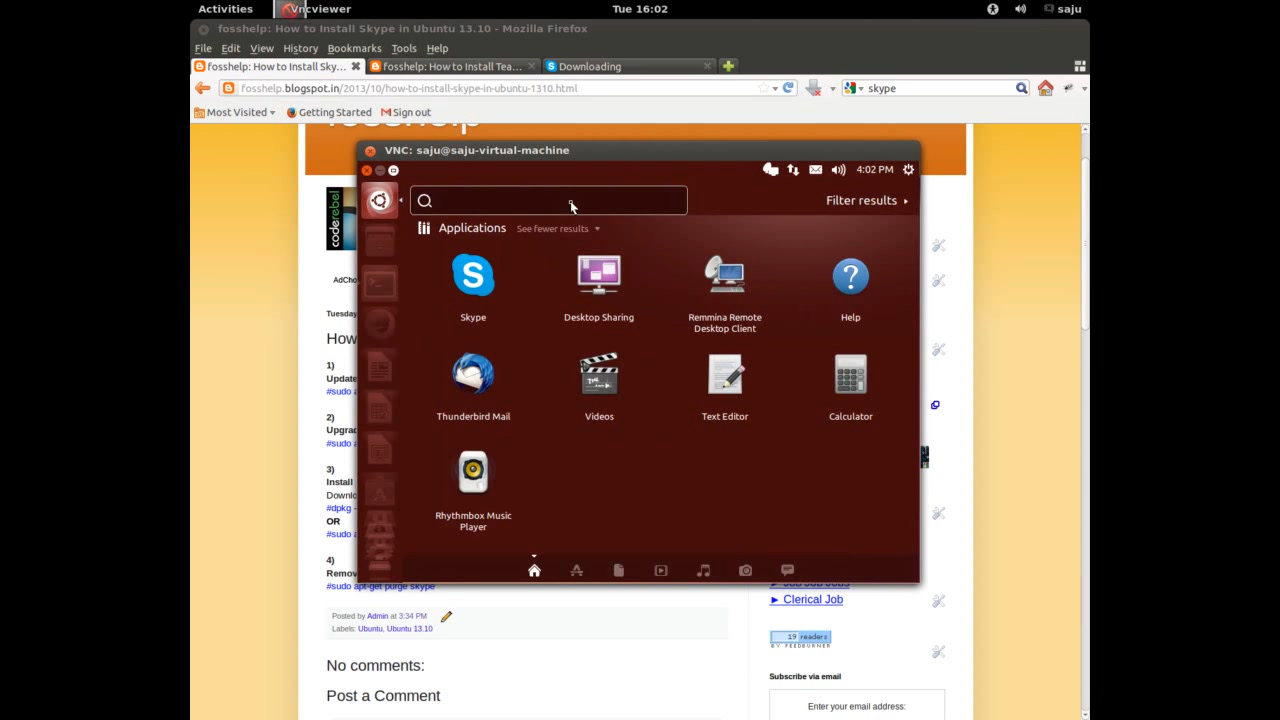 Activities
Vncviewer
Tue 16:02
saju
fosshelp: How to Install Skype in Ubuntu 13.10 - Mozilla Firefox
File Edit View History Bookmarks Tools Help
fosshelp: How to Install Sky...
fosshelp: How to Install Tea...
Downloading
fosshelp.blogspot.in/2013/10/how-to-install-skype-in-ubuntu-1310.html
skype
Most Visited
Getting Started
Sign out
VNC: saju@saju-virtual-machine
4:02 PM
Filter results
Applications
See fewer results
Skype
Desktop Sharing
Remmina Remote
Desktop Client
Help
Thunderbird Mail
Videos
Text Editor
Calculator
Rhythmbox Music
Player
coderebel
AdCho
Tuesday
How
1)
Update
#sudo a
2)
Upgrad
#sudo a
3)
Install
Downlo
#dpkg -
OR
#sudo a
4)
Remov
#sudo apt-get purge skype
Posted by Admin at 3:34 PM
Labels: Ubuntu, Ubuntu 13.10
No comments:
Post a Comment
► Clerical Job
19 readers
BY FEEDBURNER
Subscribe via email
Enter your email address: